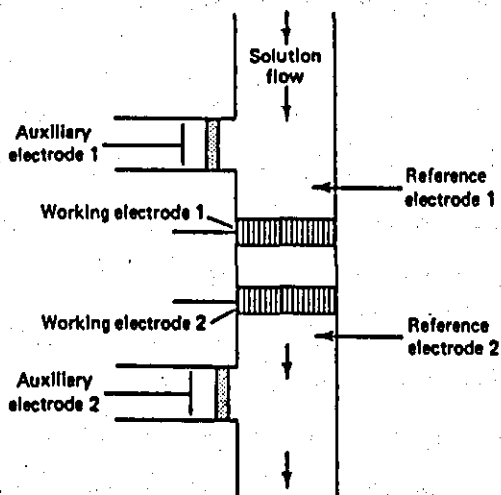 Solution
flow
Auxiliary
electrode 1
Reference
electrode 1
Working electrode 1
Working electrode 2
Reference
electrode 2
Auxiliary
electrode 2